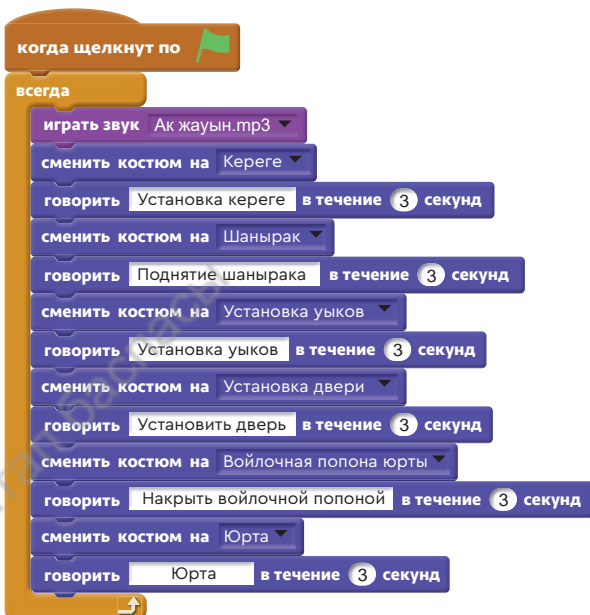 когда щелкнут по
всегда
играть звук Ак жауын.mp3
сменить костюм на Кереге
говорить Установка кереге в течение 3 секунд
сменить костюм на Шанырак
говорить Поднятие шанырака в течение 3 секунд
сменить костюм на Установка уыков
говорить Установка уыков в течение 3 секунд
сменить костюм на Установка двери
говорить Установить дверь в течение 3 секунд
сменить костюм на Войлочная попона юрты
говорить Накрыть войлочной попоной в течение 3 секунд
сменить костюм на Юрта
говорить Юрта в течение 3 секунд